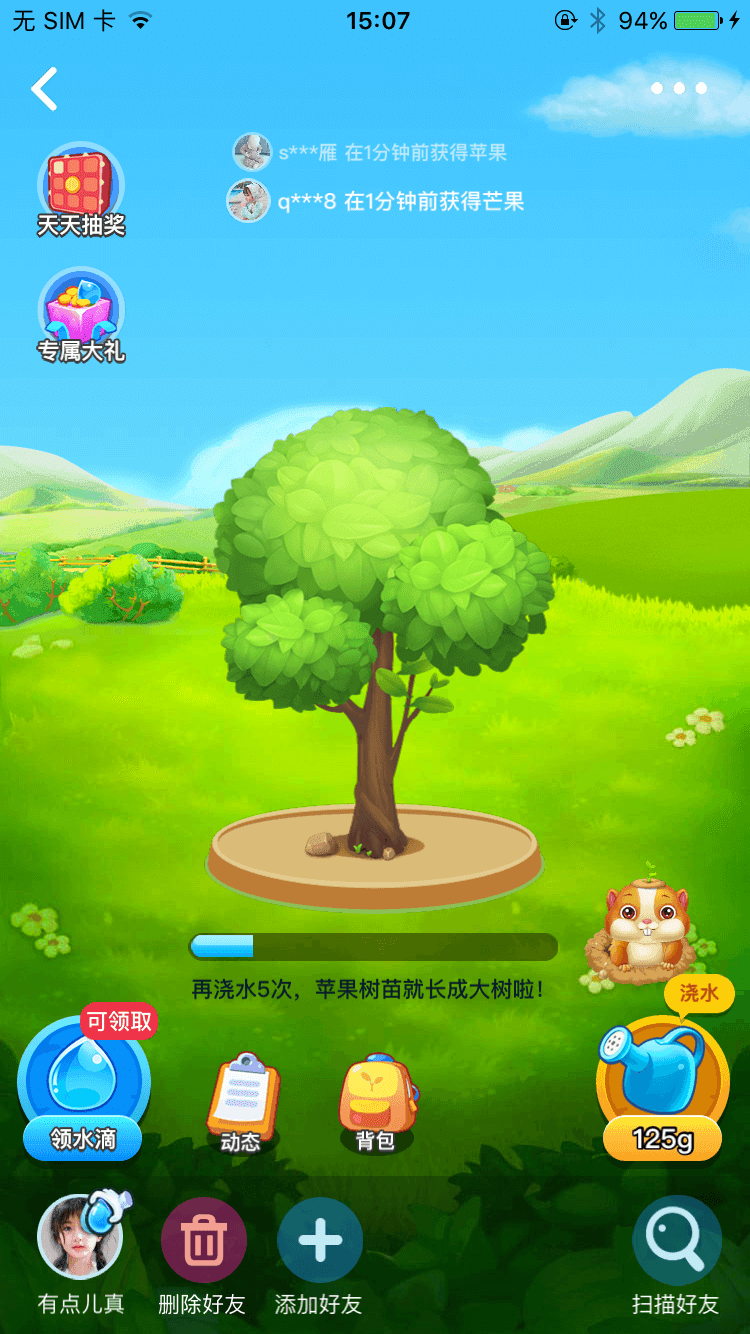 无 SIM 卡
15:07
94%
s***雁 在1分钟前获得苹果
q***8 在1分钟前获得芒果
天天抽奖
专属大礼
再浇水5次，苹果树苗就长成大树啦！
浇水
可领取
领水滴
动态
背包
125g
有点儿真
删除好友
添加好友
扫描好友